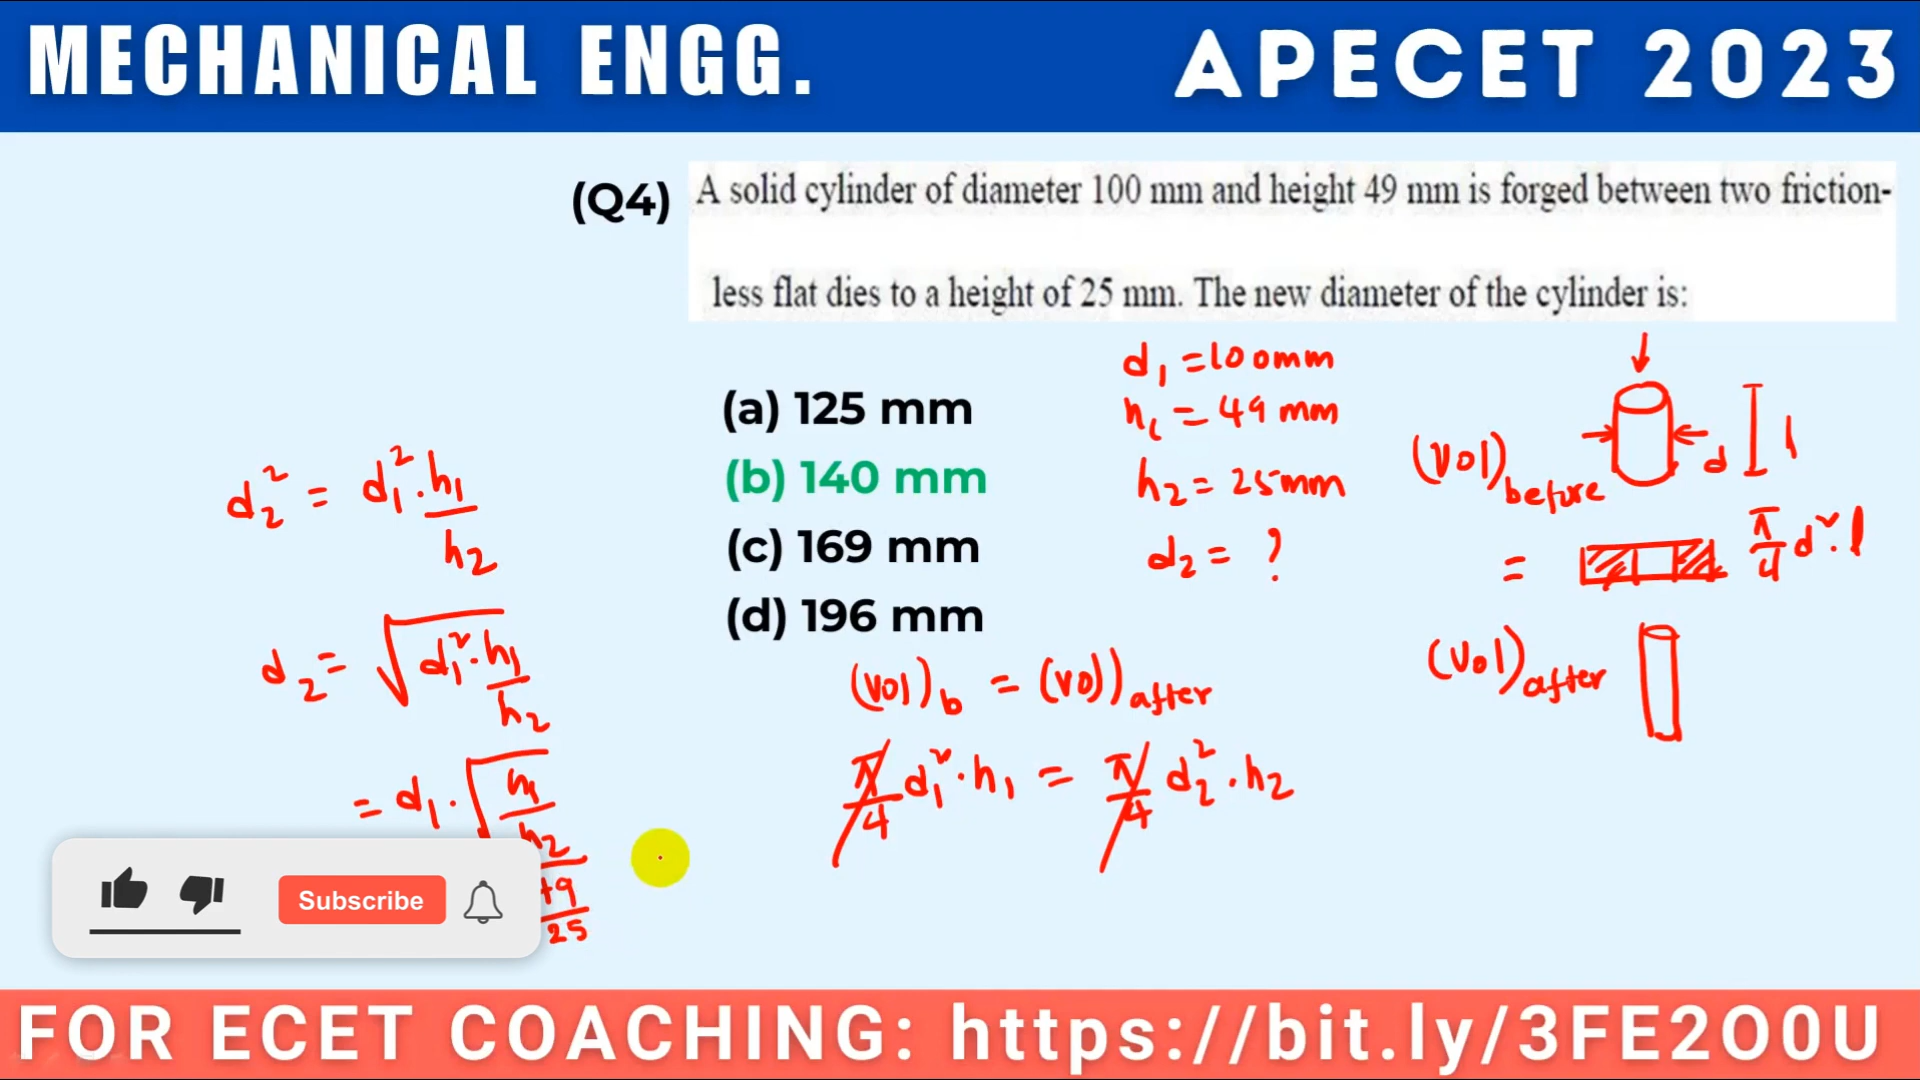 MECHANICAL ENGG.
APECET 2023
(Q4) A solid cylinder of diameter 100 mm and height 49 mm is forged between two friction-
less flat dies to a height of 25 mm. The new diameter of the cylinder is:
(a) 125 mm
(b) 140 mm
(c) 169 mm
(d) 196 mm
d₁ = 100mm
h₁ = 49 mm
h₂ = 25mm
d₂ = ?
(Vol)before
d
l
= π/4 d². l
(Vol)after
(Vol)b = (Vol)after
π/4 d₁² . h₁ = π/4 d₂² . h₂
d₂² = d₁² . h₁/h₂
d₂ = √d₁² . h₁/h₂
= d₁ . √h₁/h₂
49/25
Subscribe
FOR ECET COACHING: https://bit.ly/3FE2O0U